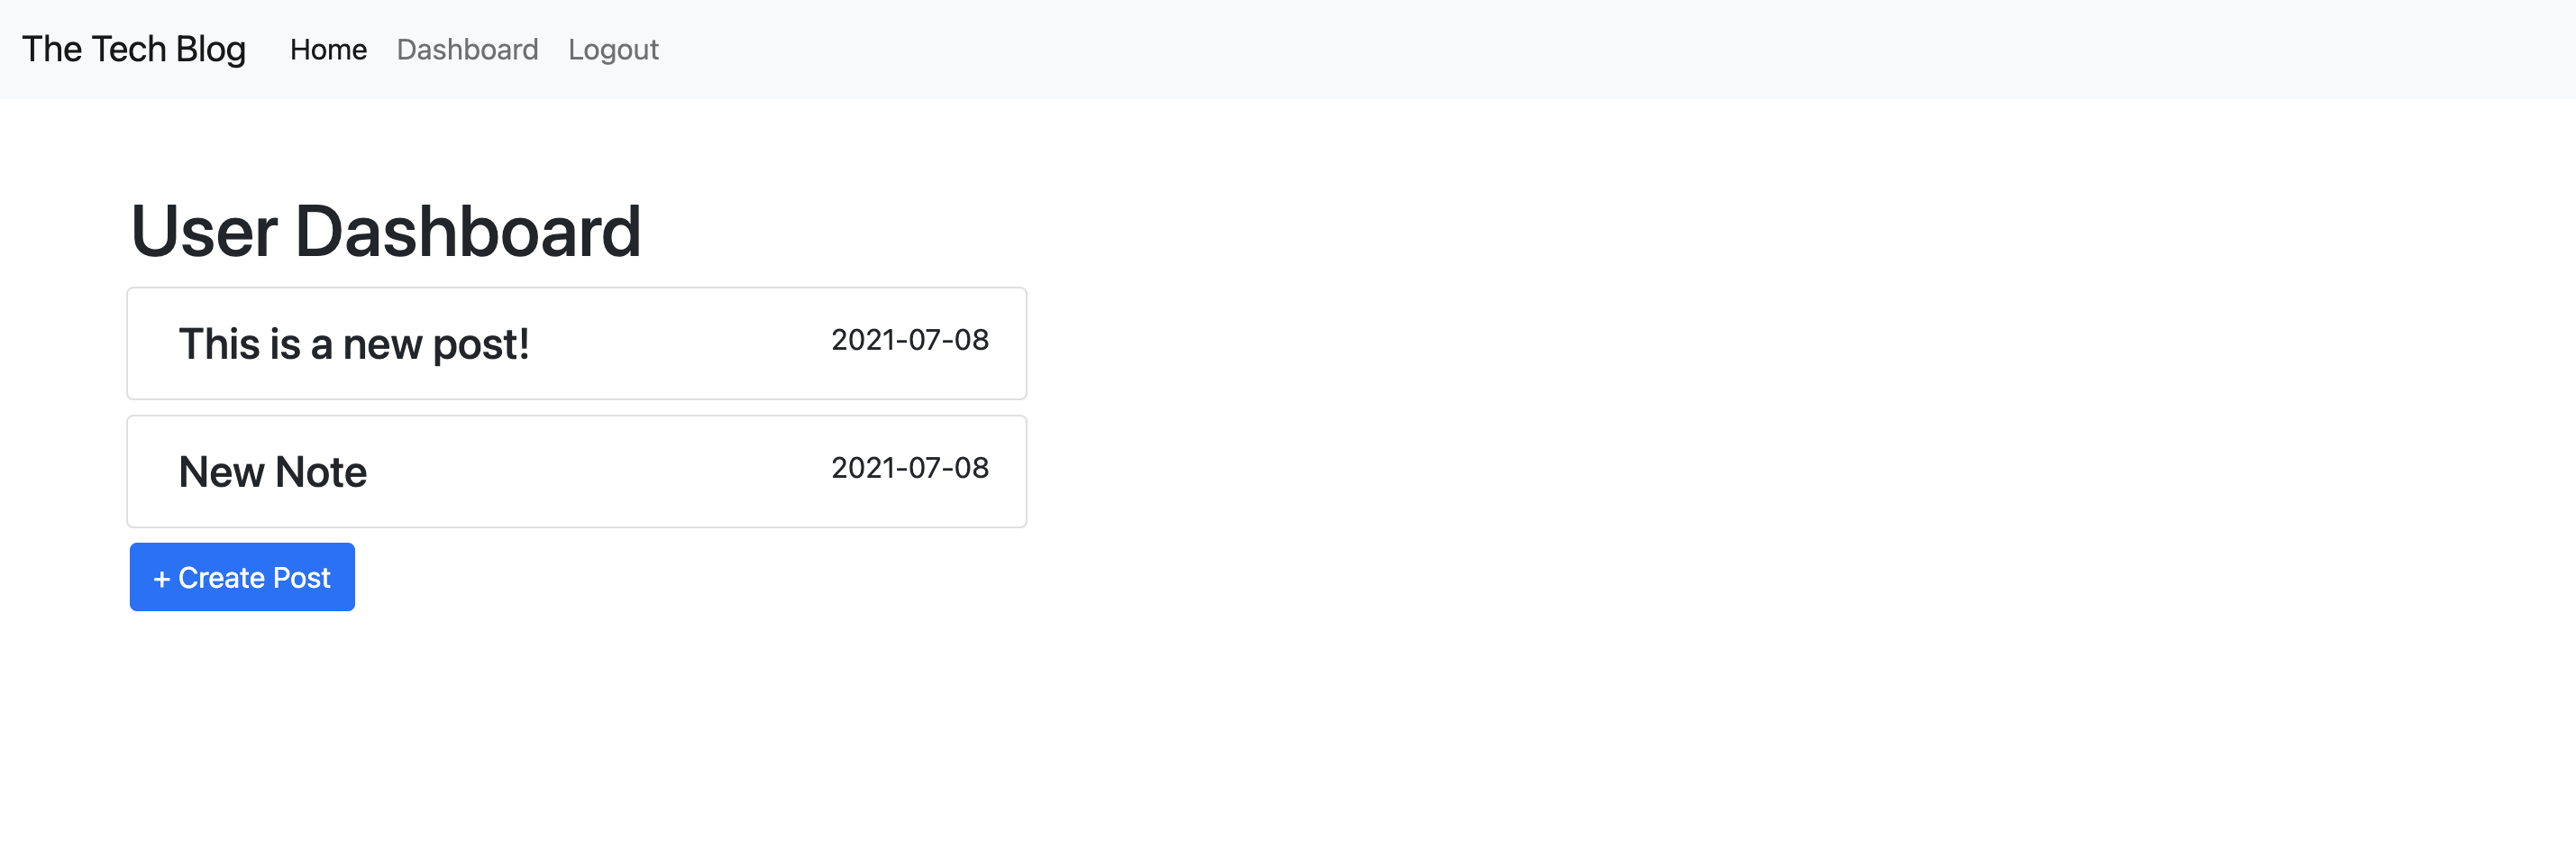 The Tech Blog Home Dashboard Logout
User Dashboard
This is a new post! 2021-07-08
New Note 2021-07-08
+ Create Post